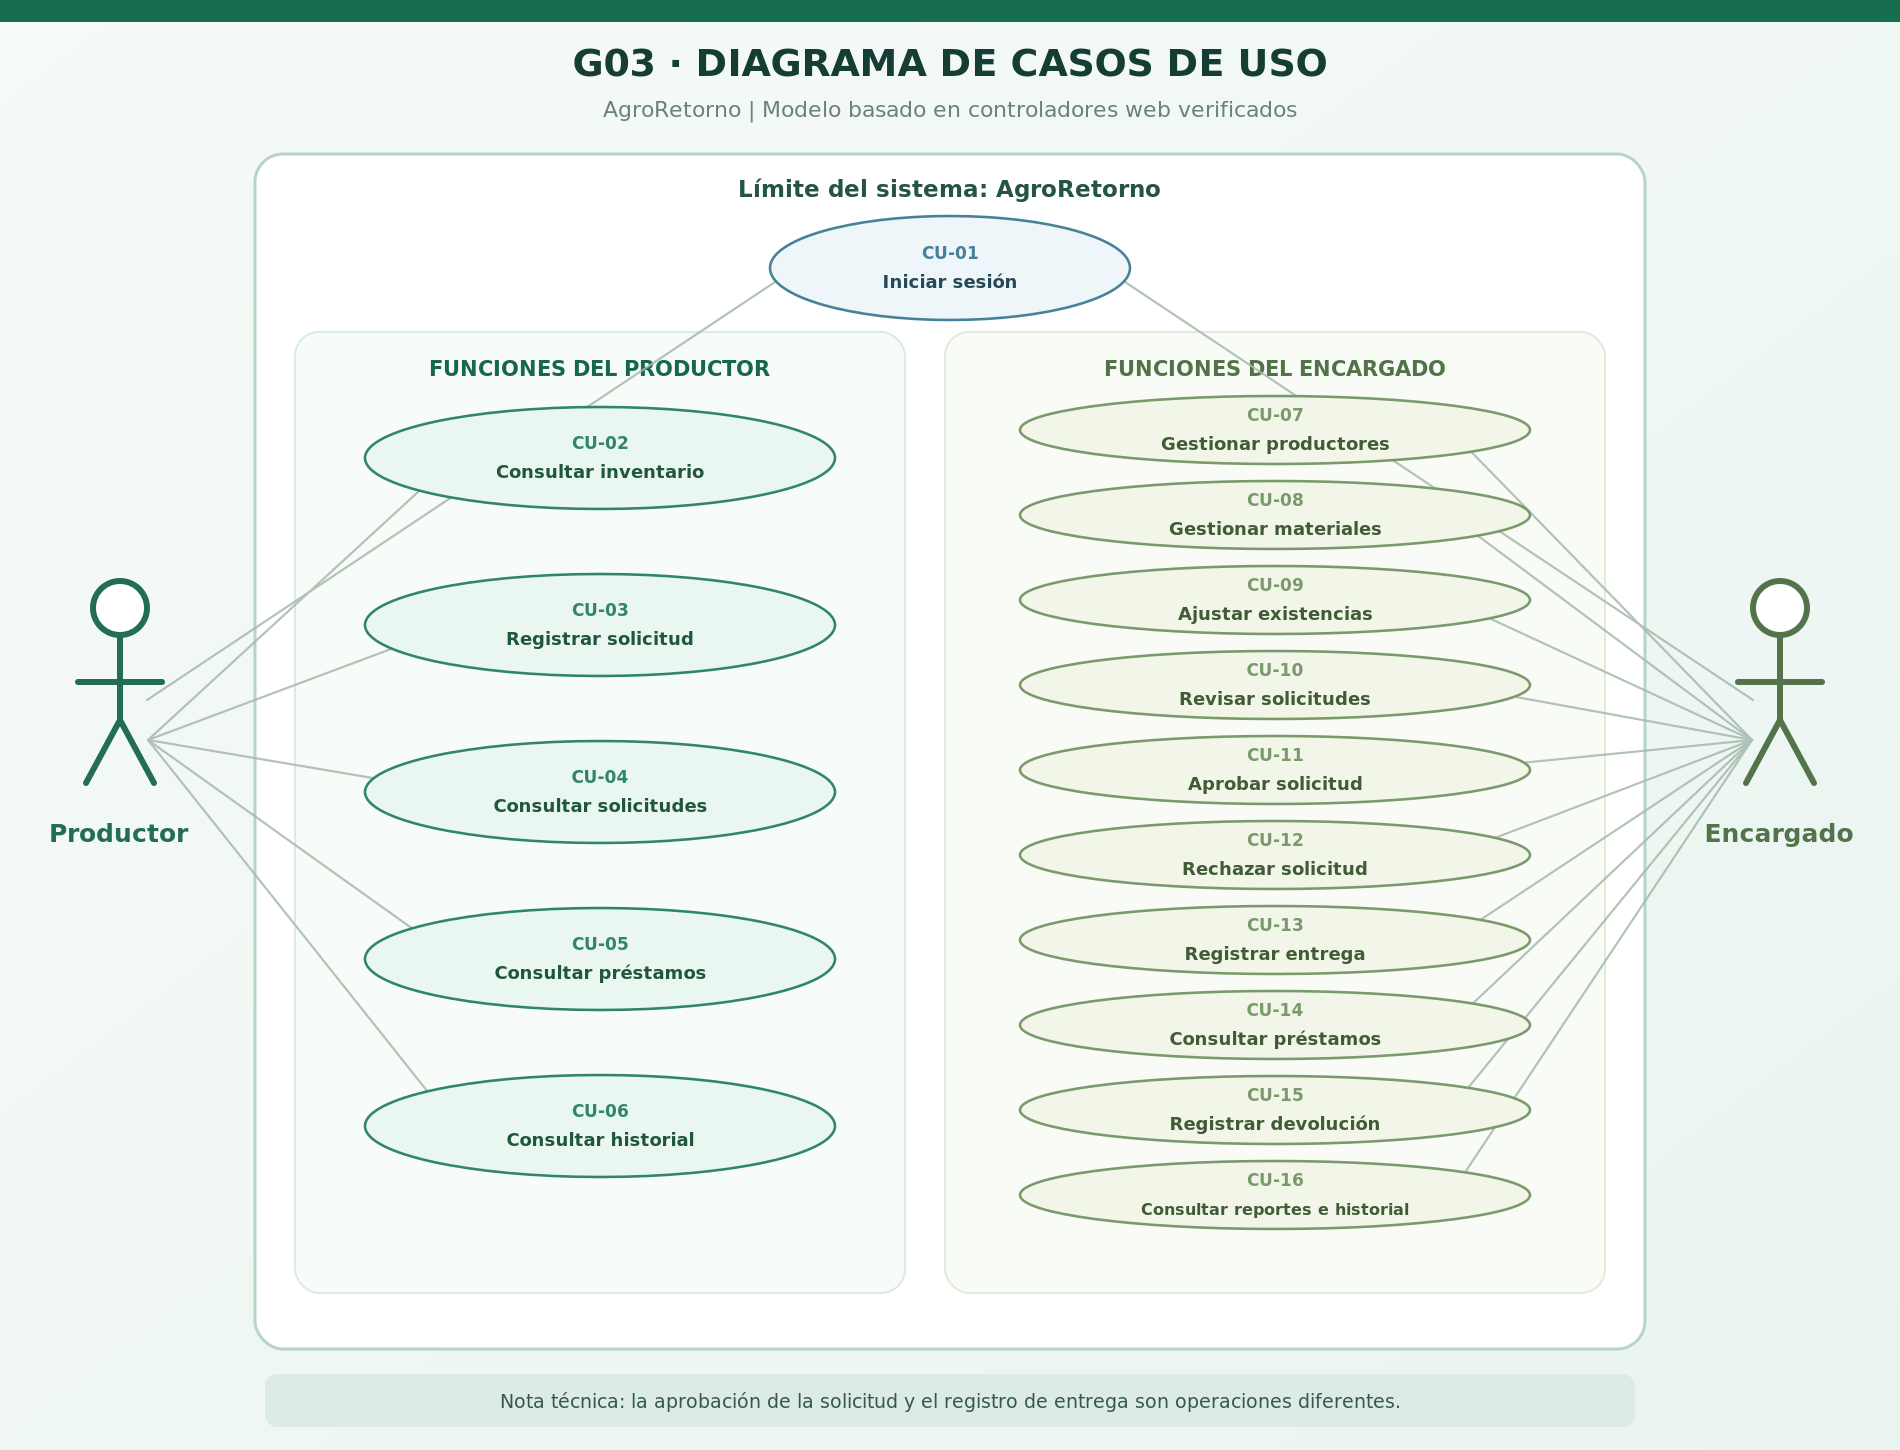 G03 · DIAGRAMA DE CASOS DE USO
AgroRetorno | Modelo basado en controladores web verificados
Límite del sistema: AgroRetorno
CU-01
Iniciar sesión
FUNCIONES DEL PRODUCTOR
CU-02
Consultar inventario
CU-03
Registrar solicitud
CU-04
Consultar solicitudes
CU-05
Consultar préstamos
CU-06
Consultar historial
FUNCIONES DEL ENCARGADO
CU-07
Gestionar productores
CU-08
Gestionar materiales
CU-09
Ajustar existencias
CU-10
Revisar solicitudes
CU-11
Aprobar solicitud
CU-12
Rechazar solicitud
CU-13
Registrar entrega
CU-14
Consultar préstamos
CU-15
Registrar devolución
CU-16
Consultar reportes e historial
Productor
Encargado
Nota técnica: la aprobación de la solicitud y el registro de entrega son operaciones diferentes.